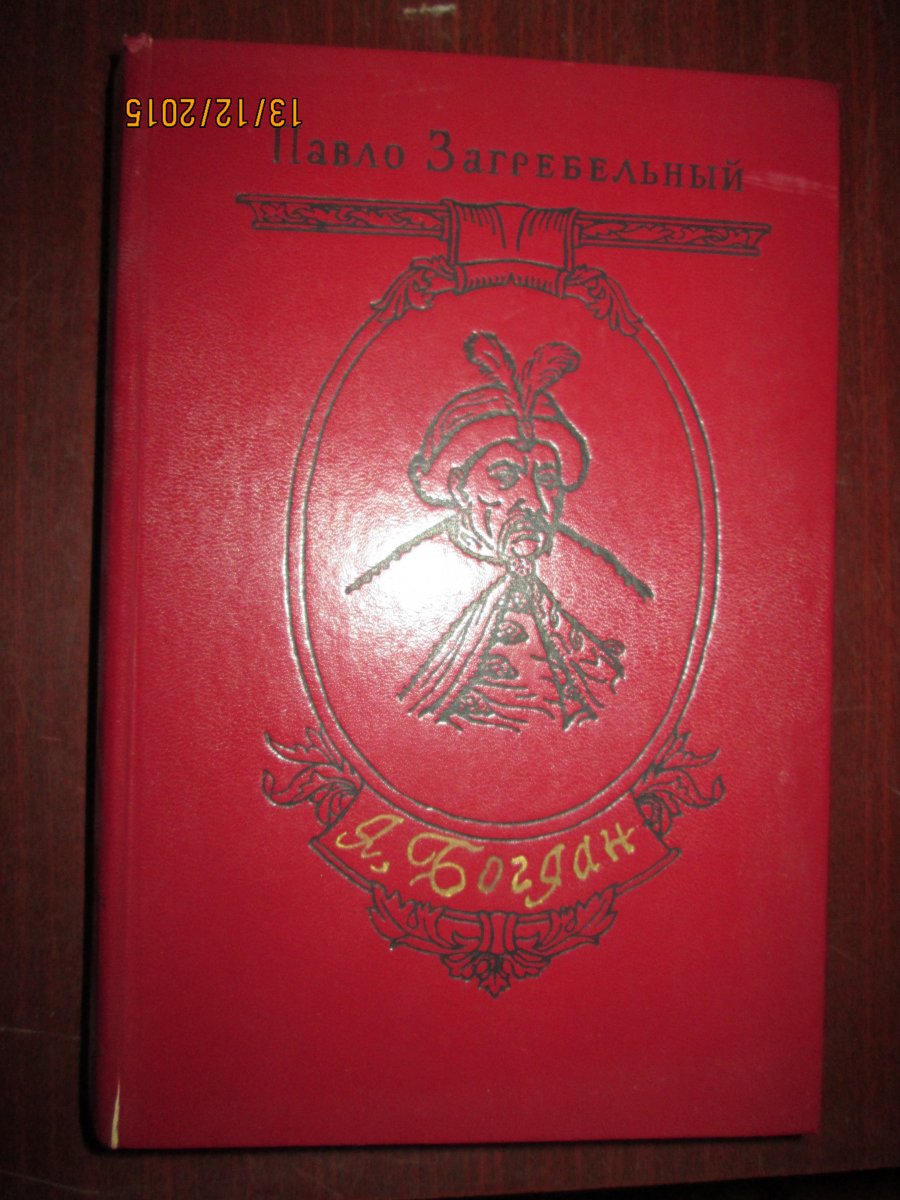 13/12/2015
Павло Загребельный
Я, Богдан